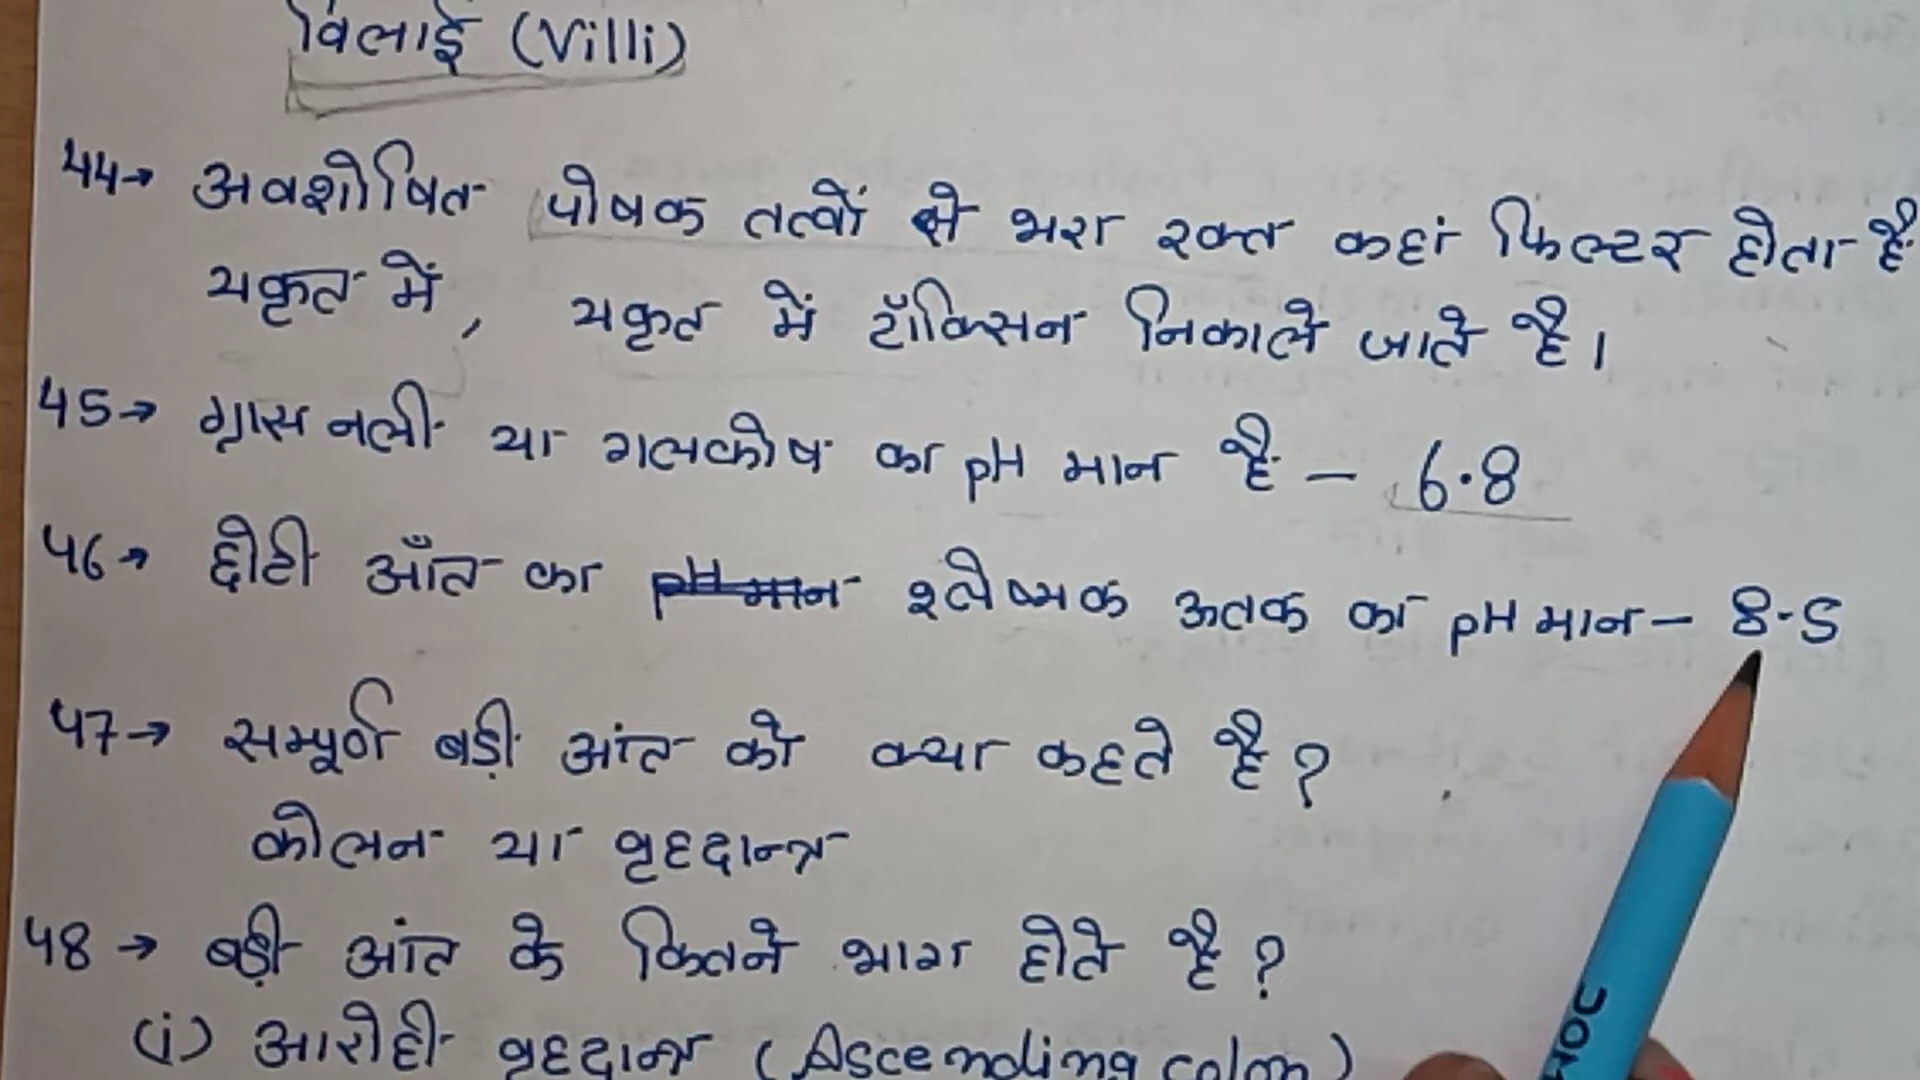 विलाई (Villi)
44→ अवशोषित पोषक तत्वों से भरा रक्त कहां फिल्टर होता है
यकृत में, यकृत में टॉक्सिन निकाले जाते है।
45→ ग्रासनली या गलकोष का pH मान है - 6.8
46→ छोटी आँत का pH मान श्लेष्मक ऊतक का pH मान - 8.5
47→ सम्पूर्ण बड़ी आंत को क्या कहते है?
कोलन या वृहदान्त्र
48→ बड़ी आंत के कितने भाग होते है?
(i) आरोही वृहदान्त्र (Ascending colon)